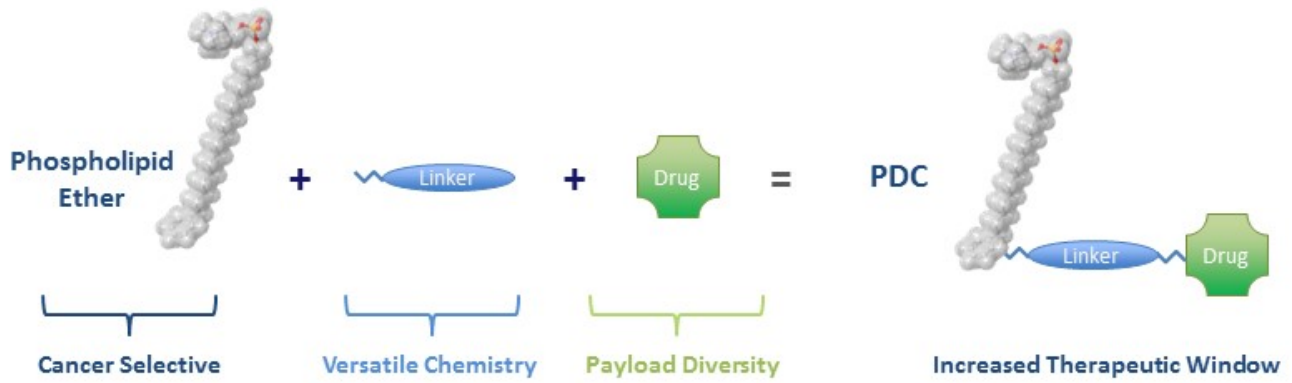 Phospholipid
Ether
+
Linker
+
Drug
=
PDC
Linker
Drug
Cancer Selective
Versatile Chemistry
Payload Diversity
Increased Therapeutic Window